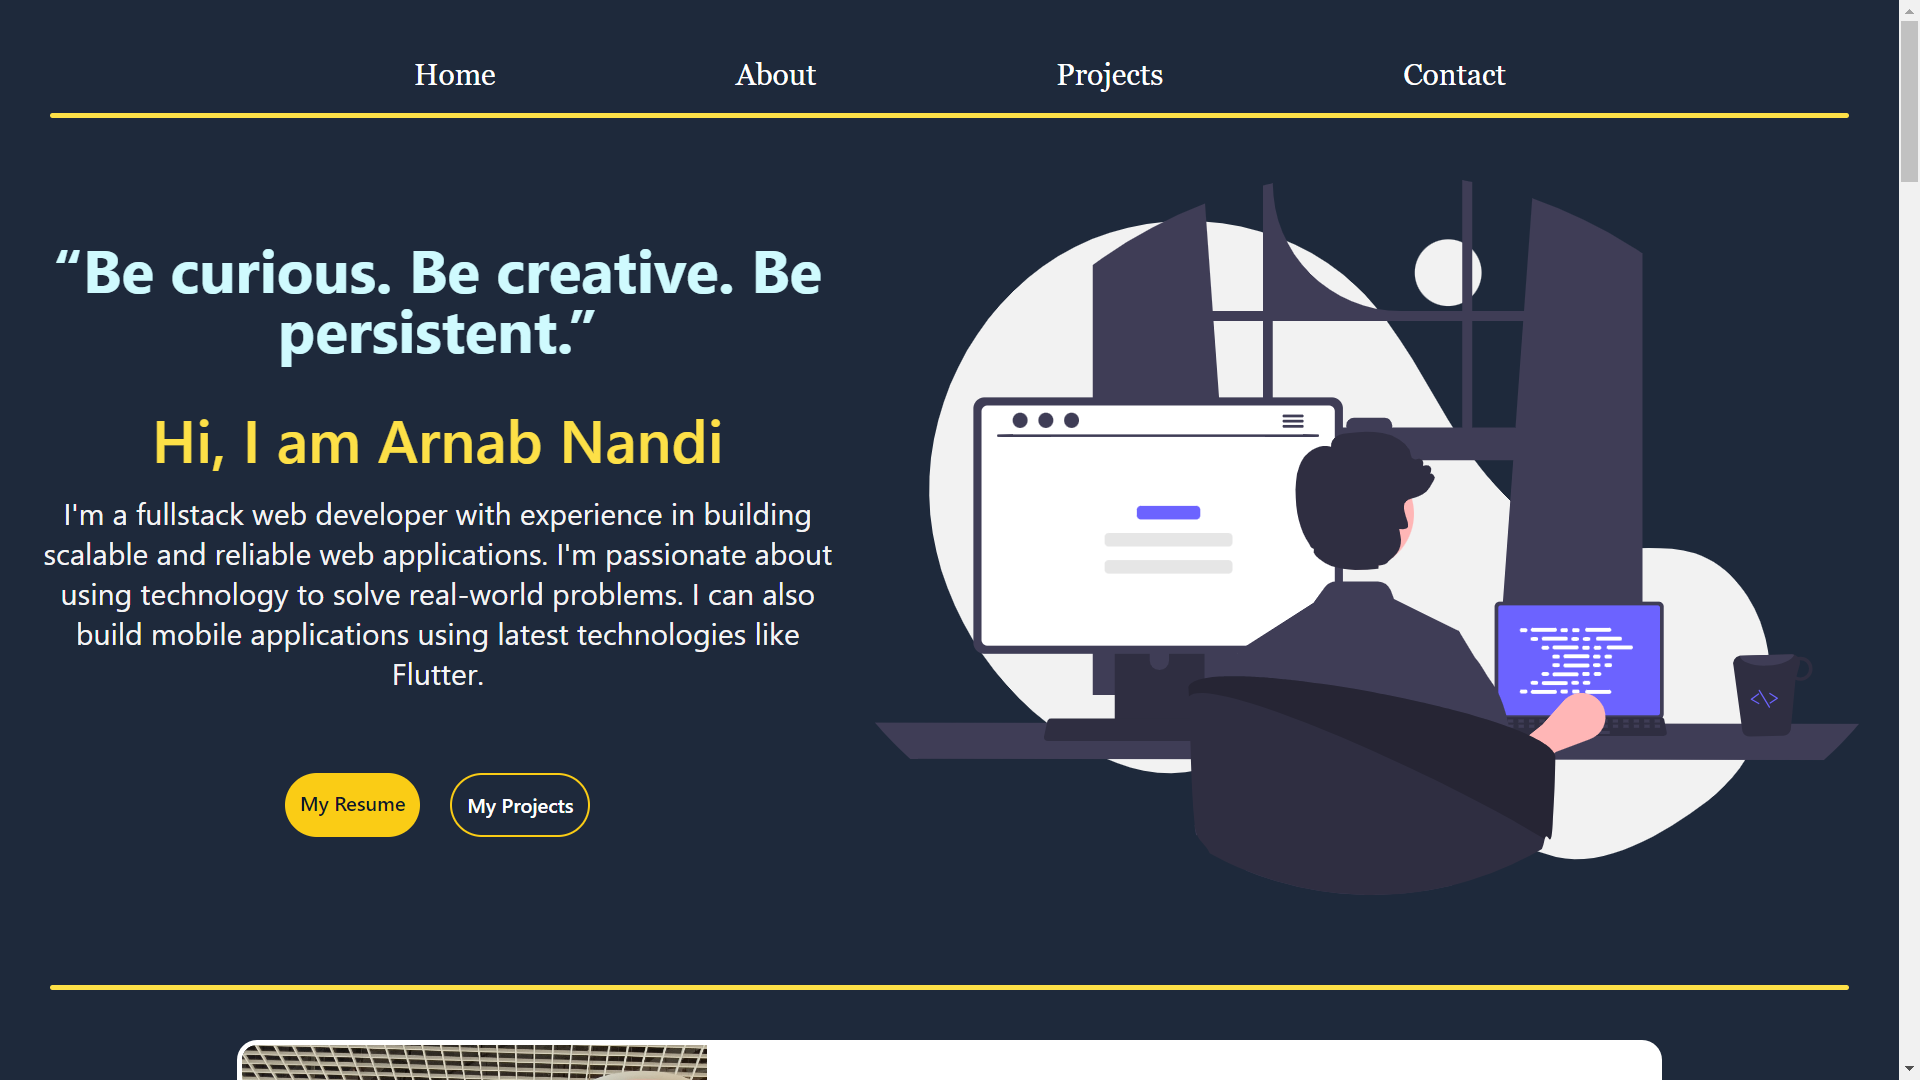 Home About Projects Contact
“Be curious. Be creative. Be
persistent.”
Hi, I am Arnab Nandi
I'm a fullstack web developer with experience in building
scalable and reliable web applications. I'm passionate about
using technology to solve real-world problems. I can also
build mobile applications using latest technologies like
Flutter.
My Resume My Projects
<\>